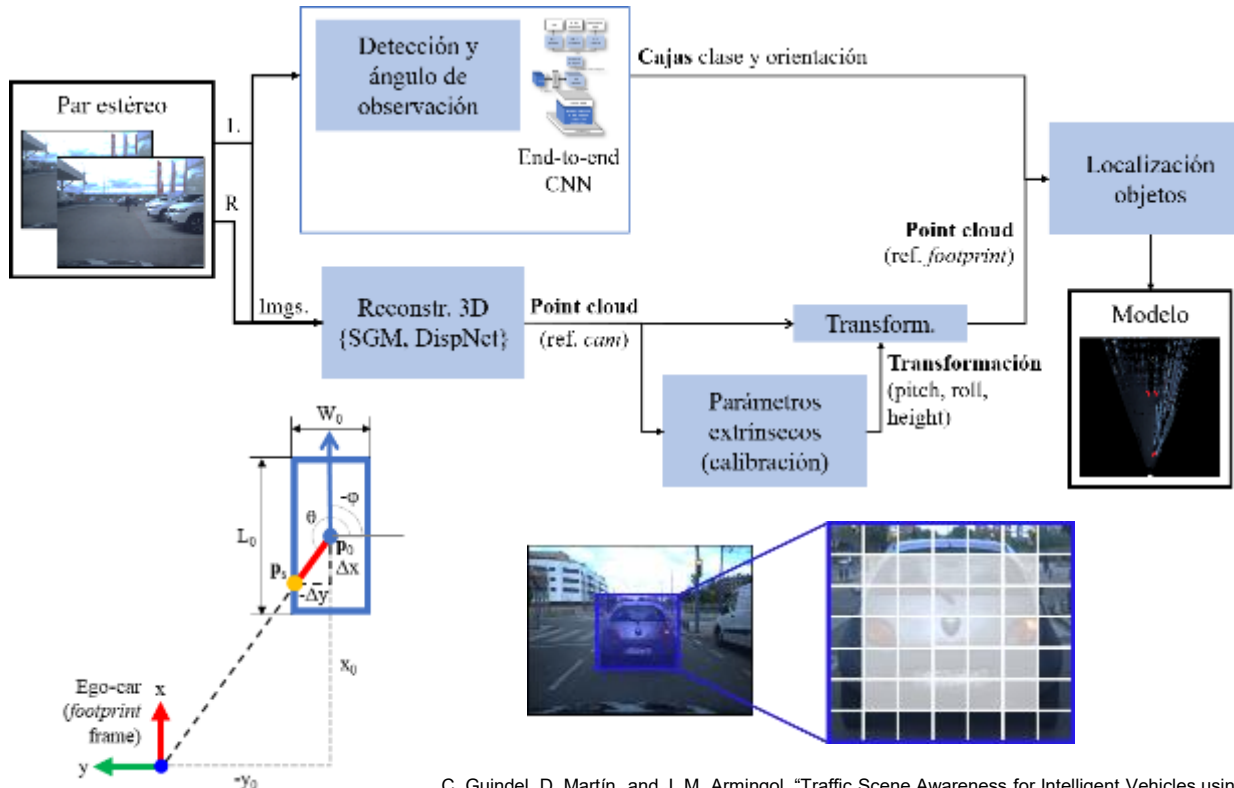 Detección y
ángulo de
observación
End-to-end
CNN
Cajas clase y orientación
Par estéreo
L
R
Imgs.
Reconstr. 3D
{SGM, DispNet}
Point cloud
(ref. cam)
Transform.
Point cloud
(ref. footprint)
Localización
objetos
Parámetros
extrínsecos
(calibración)
Transformación
(pitch, roll,
height)
Modelo
W₀
L₀
θ
-φ
p₀
Δx
pₛ
-Δy
x₀
-y₀
Ego-car
(footprint
frame)
x
y
C. Guindel, D. Martín, and J. M. Armingol, “Traffic Scene Awareness for Intelligent Vehicles using